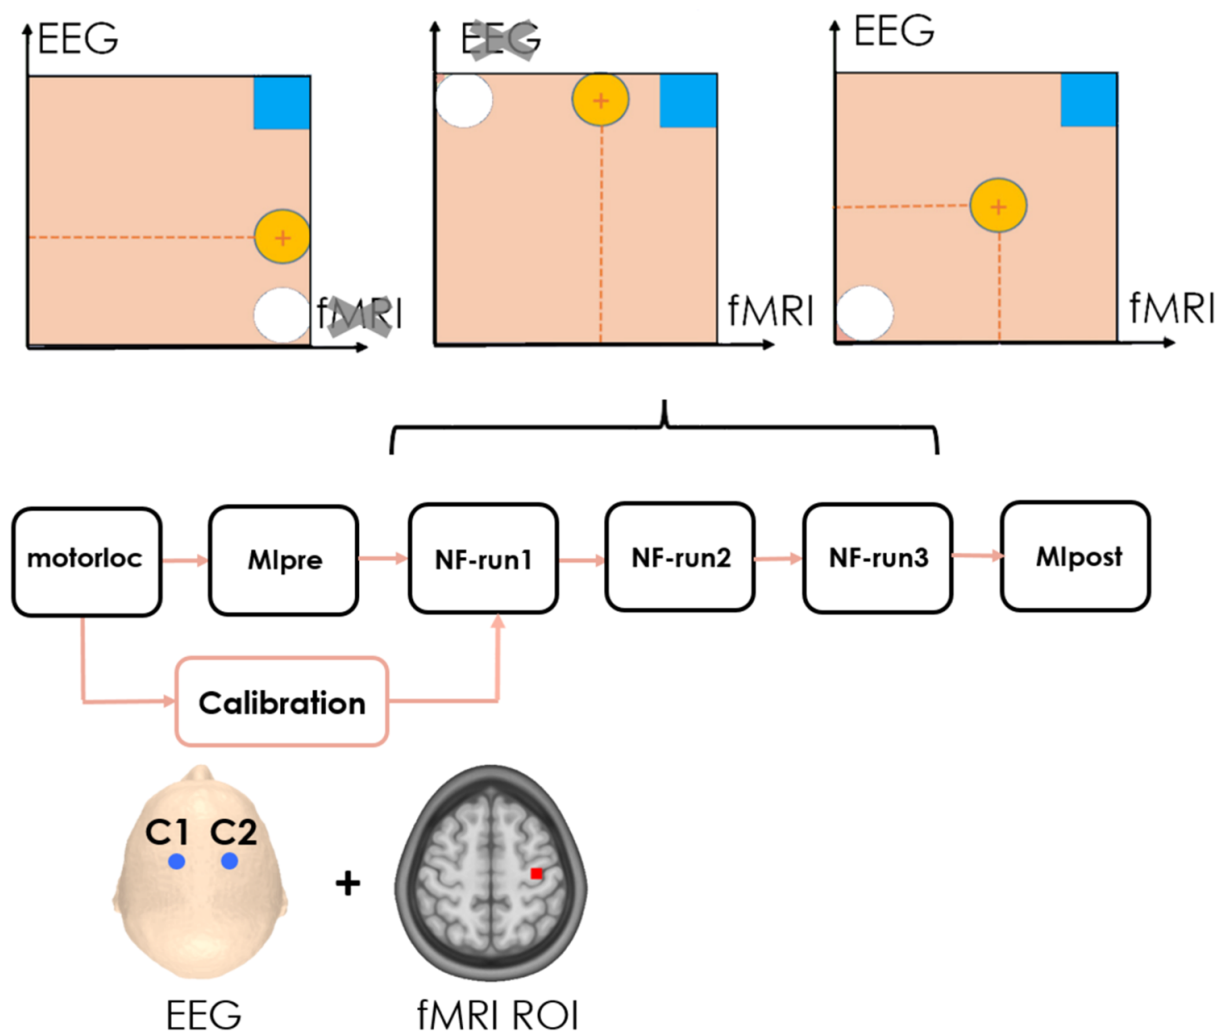 EEG
EEG
EEG
fMRI
fMRI
fMRI
motorloc
MIpre
NF-run1
NF-run2
NF-run3
MIpost
Calibration
C1 C2
+
EEG
fMRI ROI